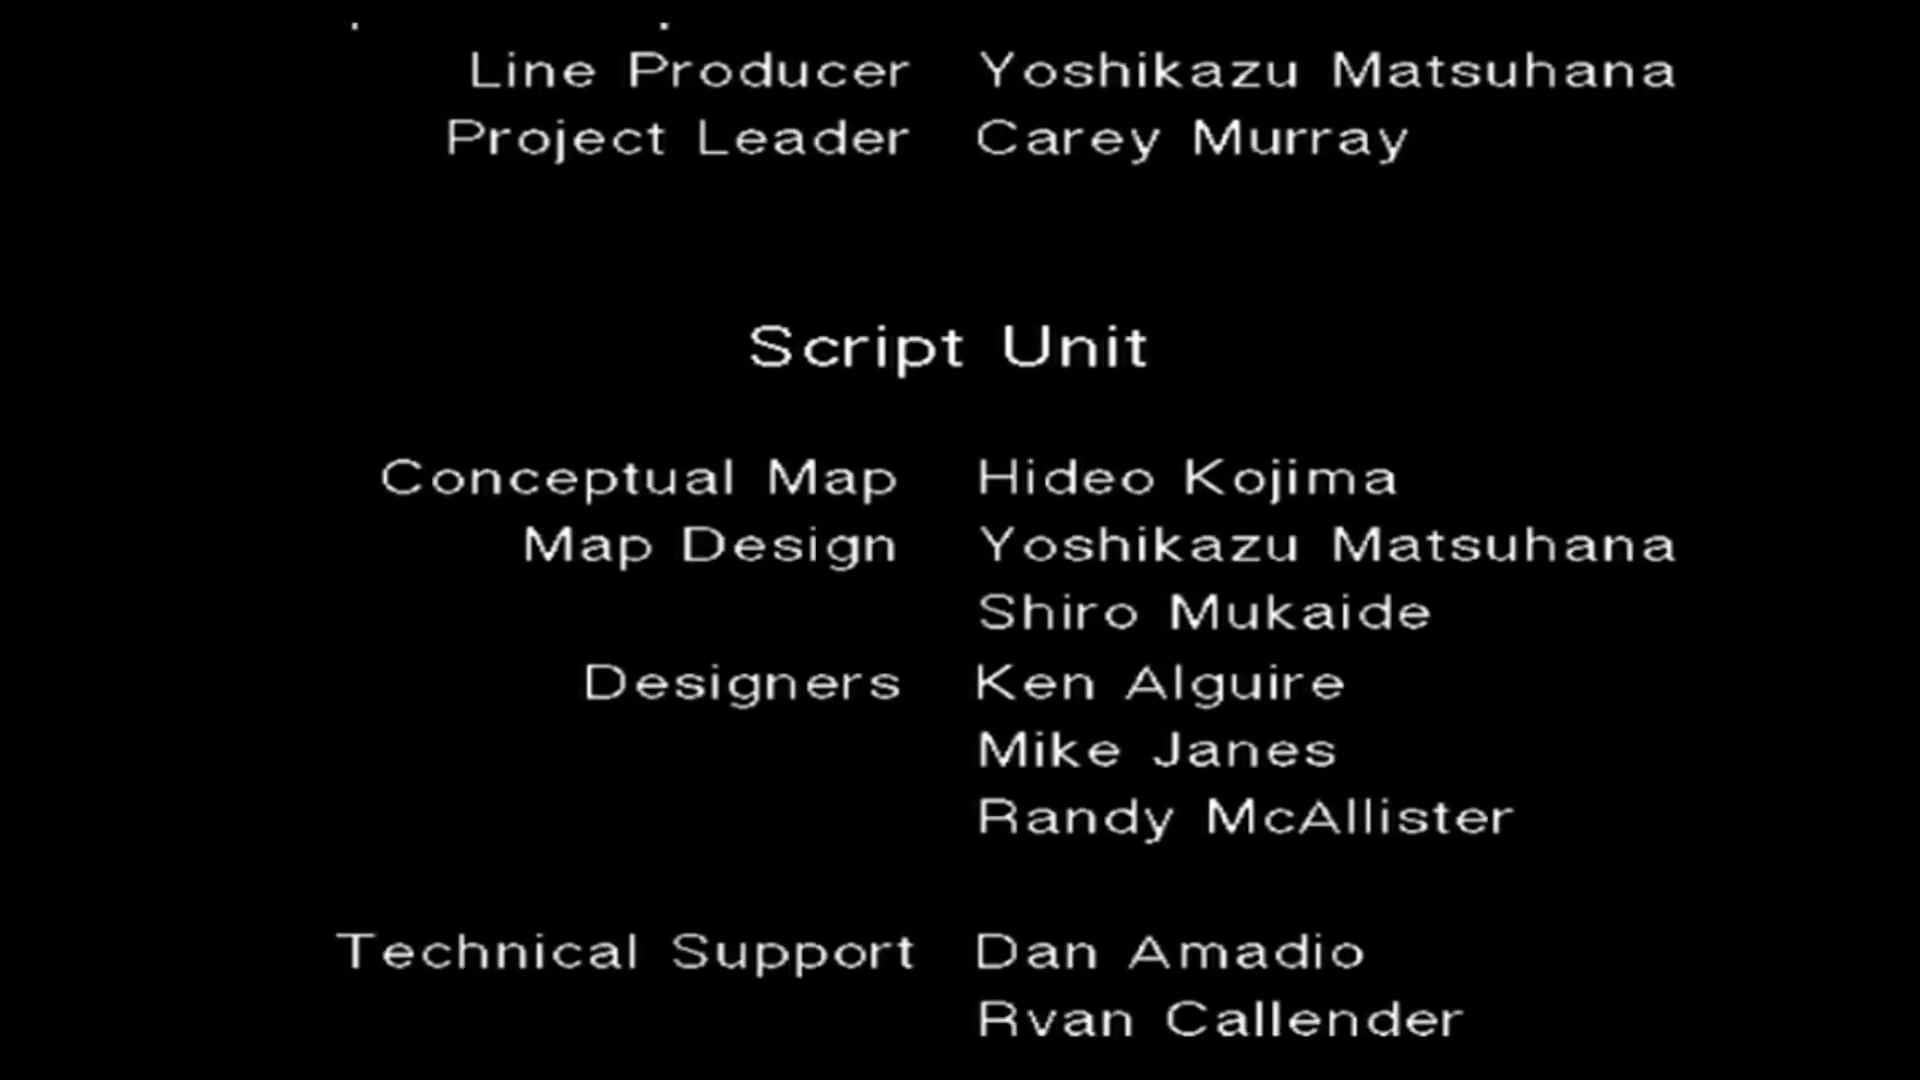 Line Producer Yoshikazu Matsuhana
Project Leader Carey Murray
Script Unit
Conceptual Map Hideo Kojima
Map Design Yoshikazu Matsuhana
Shiro Mukaide
Designers Ken Alguire
Mike Janes
Randy McAllister
Technical Support Dan Amadio
Ryan Callender